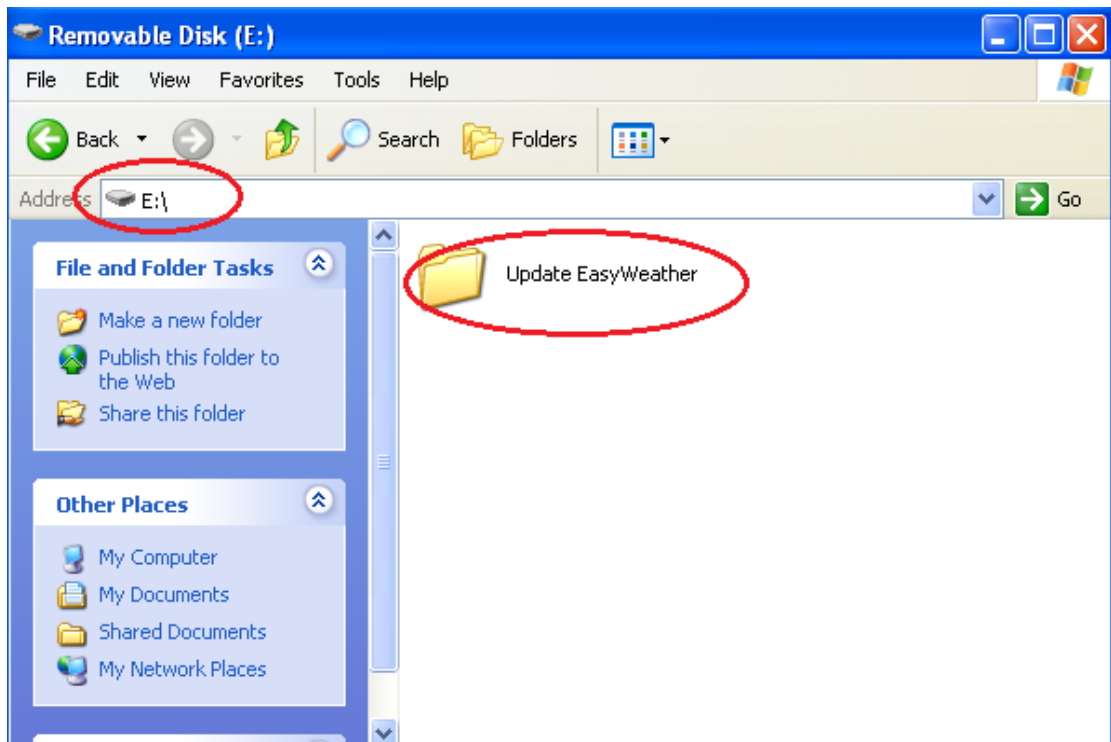 Removable Disk (E:)
File Edit View Favorites Tools Help
Back Search Folders
Address E:\ Go
File and Folder Tasks
Make a new folder
Publish this folder to
the Web
Share this folder
Other Places
My Computer
My Documents
Shared Documents
My Network Places
Update EasyWeather